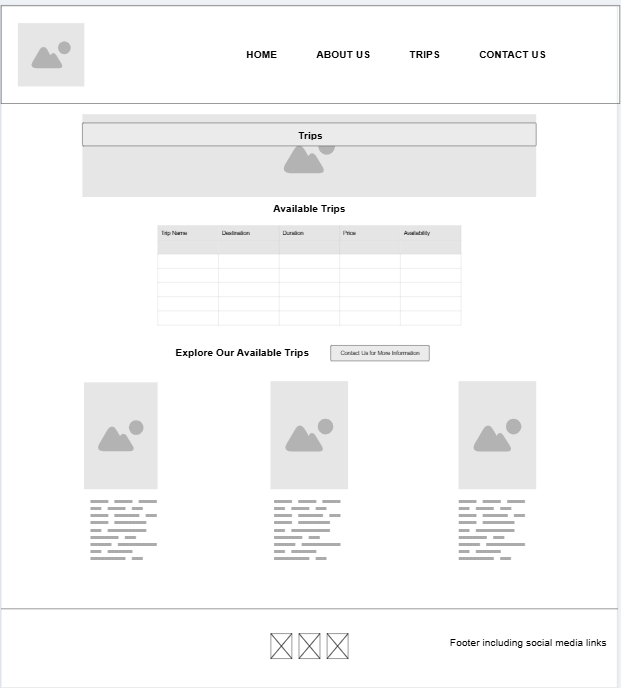 HOME ABOUT US TRIPS CONTACT US
Trips
Available Trips
Trip Name Destination Duration Price Availability
Explore Our Available Trips Contact Us for More Information
Footer including social media links